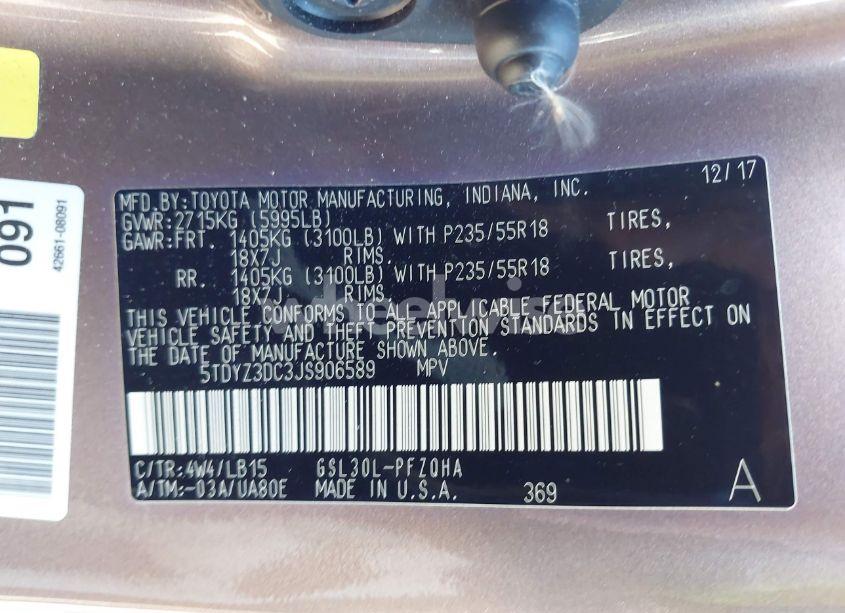 MFD.BY:TOYOTA MOTOR MANUFACTURING, INDIANA, INC. 12/17
GVWR:2715KG (5995LB)
GAWR:FRT. 1405KG (3100LB) WITH P235/55R18 TIRES,
18X7J RIMS.
RR. 1405KG (3100LB) WITH P235/55R18 TIRES,
18X7J RIMS.
THIS VEHICLE CONFORMS TO ALL APPLICABLE FEDERAL MOTOR
VEHICLE SAFETY AND THEFT PREVENTION STANDARDS IN EFFECT ON
THE DATE OF MANUFACTURE SHOWN ABOVE.
5TDYZ3DC3JS906589 MPV
C/TR:4W4/LB15 GSL30L-PFZQHA
A/TM:-03A/UA80E MADE IN U.S.A. 369 A
091
42661-08091
wheelwise